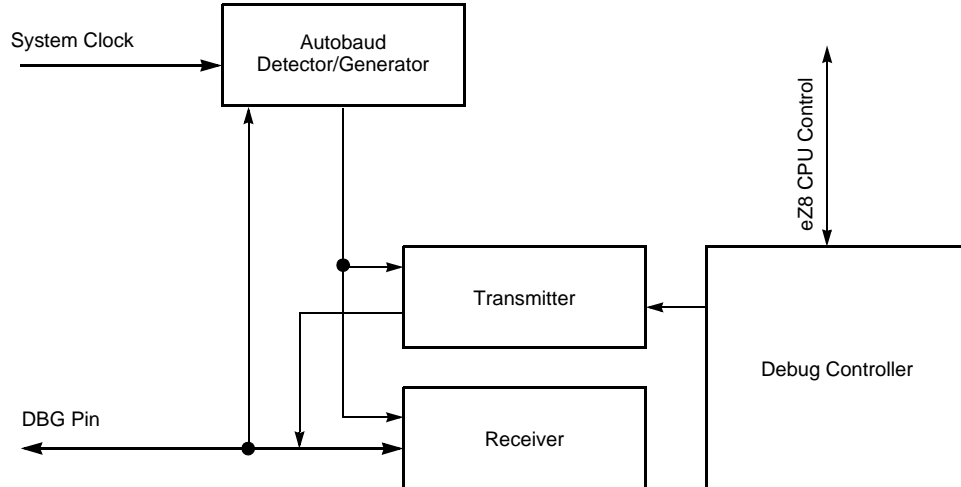 System Clock
Autobaud
Detector/Generator
eZ8 CPU Control
Transmitter
Debug Controller
DBG Pin
Receiver